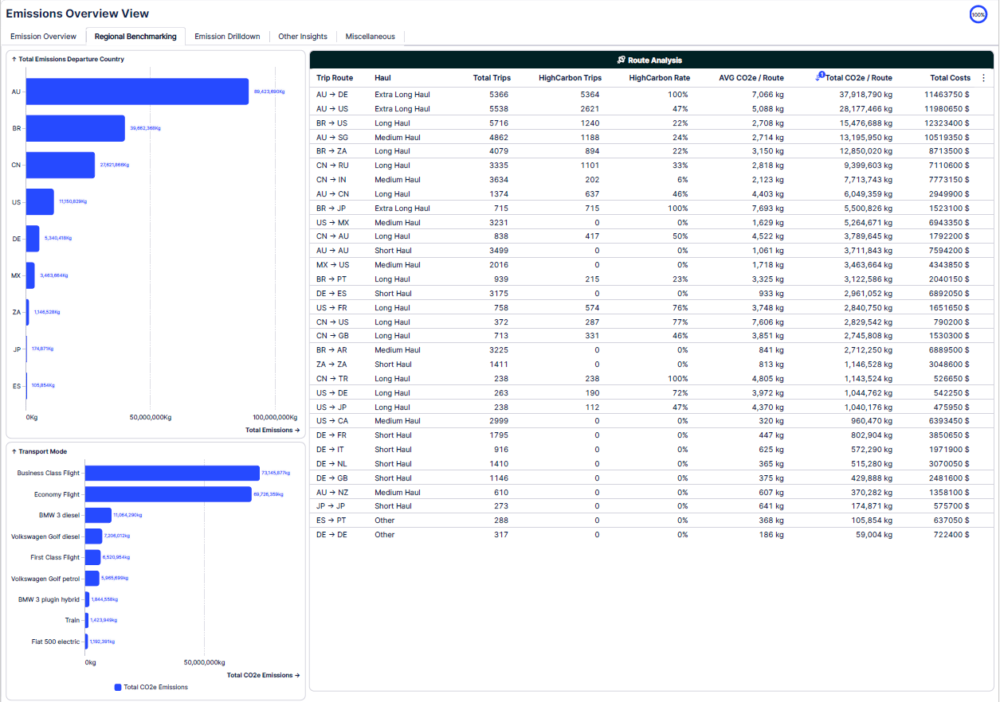 Emissions Overview View
100%
Emission Overview Regional Benchmarking Emission Drilldown Other Insights Miscellaneous
↑ Total Emissions Departure Country
AU 89,423,690Kg
BR 39,662,368Kg
CN 27,621,866Kg
US 11,150,829Kg
DE 5,340,416Kg
MX 3,463,664Kg
ZA 1,146,528Kg
JP 174,871Kg
ES 105,854Kg
0Kg 50,000,000Kg 100,000,000Kg
Total Emissions →
↑ Transport Mode
Business Class Flight 73,145,877kg
Economy Flight 69,726,359kg
BMW 3 diesel 11,064,290kg
Volkswagen Golf diesel 7,206,012kg
First Class Flight 6,520,954kg
Volkswagen Golf petrol 5,965,699kg
BMW 3 plugin hybrid 1,844,558kg
Train 1,423,949kg
Fiat 500 electric 1,192,391kg
0kg 50,000,000kg
Total CO2e Emissions →
Total CO2e Emissions
Route Analysis
Trip Route Haul Total Trips HighCarbon Trips HighCarbon Rate AVG CO2e / Route 1 Total CO2e / Route Total Costs
AU → DE Extra Long Haul 5366 5364 100% 7,066 kg 37,918,790 kg 11463750 $
AU → US Extra Long Haul 5538 2621 47% 5,088 kg 28,177,466 kg 11980650 $
BR → US Long Haul 5716 1240 22% 2,708 kg 15,476,688 kg 12323400 $
AU → SG Medium Haul 4862 1188 24% 2,714 kg 13,195,950 kg 10519350 $
BR → ZA Long Haul 4079 894 22% 3,150 kg 12,850,020 kg 8713500 $
CN → RU Long Haul 3335 1101 33% 2,818 kg 9,399,603 kg 7110600 $
CN → IN Medium Haul 3634 202 6% 2,123 kg 7,713,743 kg 7773150 $
AU → CN Long Haul 1374 637 46% 4,403 kg 6,049,359 kg 2949900 $
BR → JP Extra Long Haul 715 715 100% 7,693 kg 5,500,826 kg 1523100 $
US → MX Medium Haul 3231 0 0% 1,629 kg 5,264,671 kg 6943350 $
CN → AU Long Haul 838 417 50% 4,522 kg 3,789,645 kg 1792200 $
AU → AU Short Haul 3499 0 0% 1,061 kg 3,711,843 kg 7594200 $
MX → US Medium Haul 2016 0 0% 1,718 kg 3,463,664 kg 4343850 $
BR → PT Long Haul 939 215 23% 3,325 kg 3,122,586 kg 2040150 $
DE → ES Short Haul 3175 0 0% 933 kg 2,961,052 kg 6892050 $
US → FR Long Haul 758 574 76% 3,748 kg 2,840,750 kg 1651650 $
CN → US Long Haul 372 287 77% 7,606 kg 2,829,542 kg 790200 $
CN → GB Long Haul 713 331 46% 3,851 kg 2,745,808 kg 1530300 $
BR → AR Medium Haul 3225 0 0% 841 kg 2,712,250 kg 6889500 $
ZA → ZA Short Haul 1411 0 0% 813 kg 1,146,528 kg 3048600 $
CN → TR Long Haul 238 238 100% 4,805 kg 1,143,524 kg 526650 $
US → DE Long Haul 263 190 72% 3,972 kg 1,044,762 kg 542250 $
US → JP Long Haul 238 112 47% 4,370 kg 1,040,176 kg 475950 $
US → CA Medium Haul 2999 0 0% 320 kg 960,470 kg 6393450 $
DE → FR Short Haul 1795 0 0% 447 kg 802,904 kg 3850650 $
DE → IT Short Haul 916 0 0% 625 kg 572,290 kg 1971900 $
DE → NL Short Haul 1410 0 0% 365 kg 515,280 kg 3070050 $
DE → GB Short Haul 1146 0 0% 375 kg 429,888 kg 2481600 $
AU → NZ Medium Haul 610 0 0% 607 kg 370,282 kg 1358100 $
JP → JP Short Haul 273 0 0% 641 kg 174,871 kg 575700 $
ES → PT Other 288 0 0% 368 kg 105,854 kg 637050 $
DE → DE Other 317 0 0% 186 kg 59,004 kg 722400 $